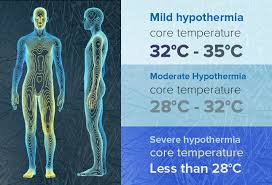 Mild hypothermia
core temperature
32°C - 35°C
Moderate Hypothermia
core temperature
28°C - 32°C
Severe hypothermia
core temperature
Less than 28°C